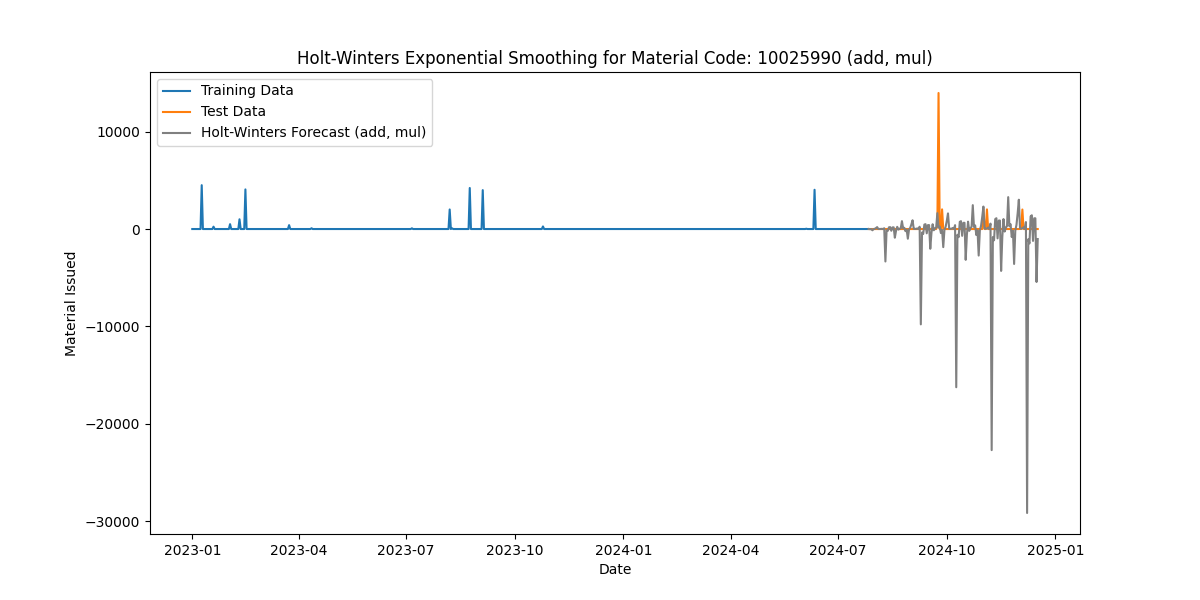 Holt-Winters Exponential Smoothing for Material Code: 10025990 (add, mul)
Training Data
Test Data
Holt-Winters Forecast (add, mul)
Material Issued
10000
0
−10000
−20000
−30000
2023-01 2023-04 2023-07 2023-10 2024-01 2024-04 2024-07 2024-10 2025-01
Date